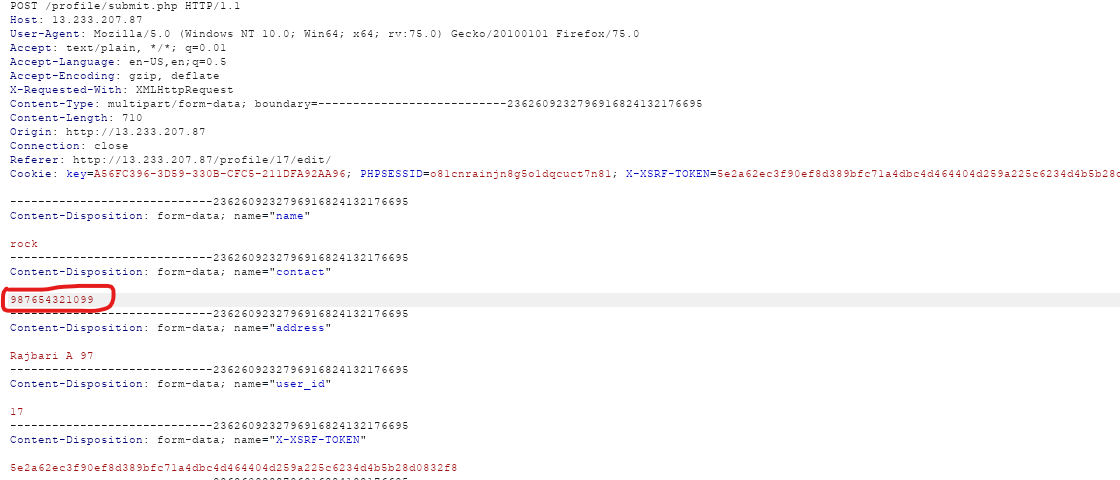 POST /profile/submit.php HTTP/1.1
Host: 13.233.207.87
User-Agent: Mozilla/5.0 (Windows NT 10.0; Win64; x64; rv:75.0) Gecko/20100101 Firefox/75.0
Accept: text/plain, */*; q=0.01
Accept-Language: en-US,en;q=0.5
Accept-Encoding: gzip, deflate
X-Requested-With: XMLHttpRequest
Content-Type: multipart/form-data; boundary=---------------------------2362609232796916824132176695
Content-Length: 710
Origin: http://13.233.207.87
Connection: close
Referer: http://13.233.207.87/profile/17/edit/
Cookie: key=A56FC396-3D59-330B-CFC5-211DFA92AA96; PHPSESSID=o81cnrainjn8g5oldqcuct7n81; X-XSRF-TOKEN=5e2a62ec3f90ef8d389bfc71a4dbc4d464404d259a225c6234d4b5b28d
-----------------------------2362609232796916824132176695
Content-Disposition: form-data; name="name"
rock
-----------------------------2362609232796916824132176695
Content-Disposition: form-data; name="contact"
987654321099
-----------------------------2362609232796916824132176695
Content-Disposition: form-data; name="address"
Rajbari A 97
-----------------------------2362609232796916824132176695
Content-Disposition: form-data; name="user_id"
17
-----------------------------2362609232796916824132176695
Content-Disposition: form-data; name="X-XSRF-TOKEN"
5e2a62ec3f90ef8d389bfc71a4dbc4d464404d259a225c6234d4b5b28d0832f8